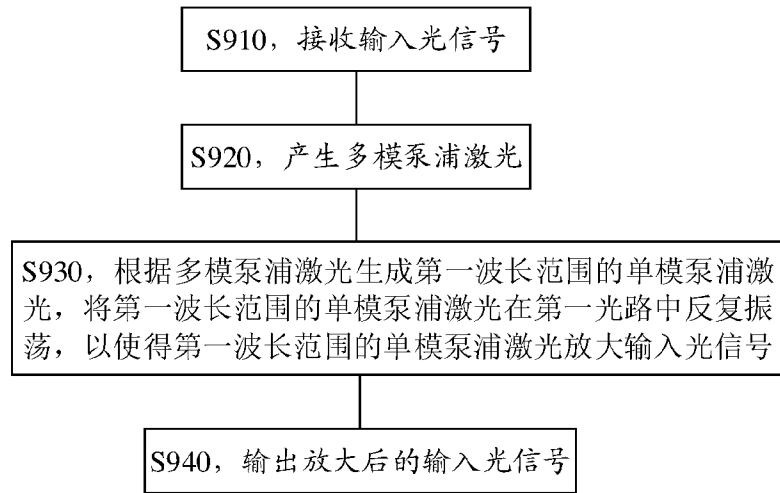 S910，接收输入光信号
S920，产生多模泵浦激光
S930，根据多模泵浦激光生成第一波长范围的单模泵浦激
光，将第一波长范围的单模泵浦激光在第一光路中反复振
荡，以使得第一波长范围的单模泵浦激光放大输入光信号
S940，输出放大后的输入光信号